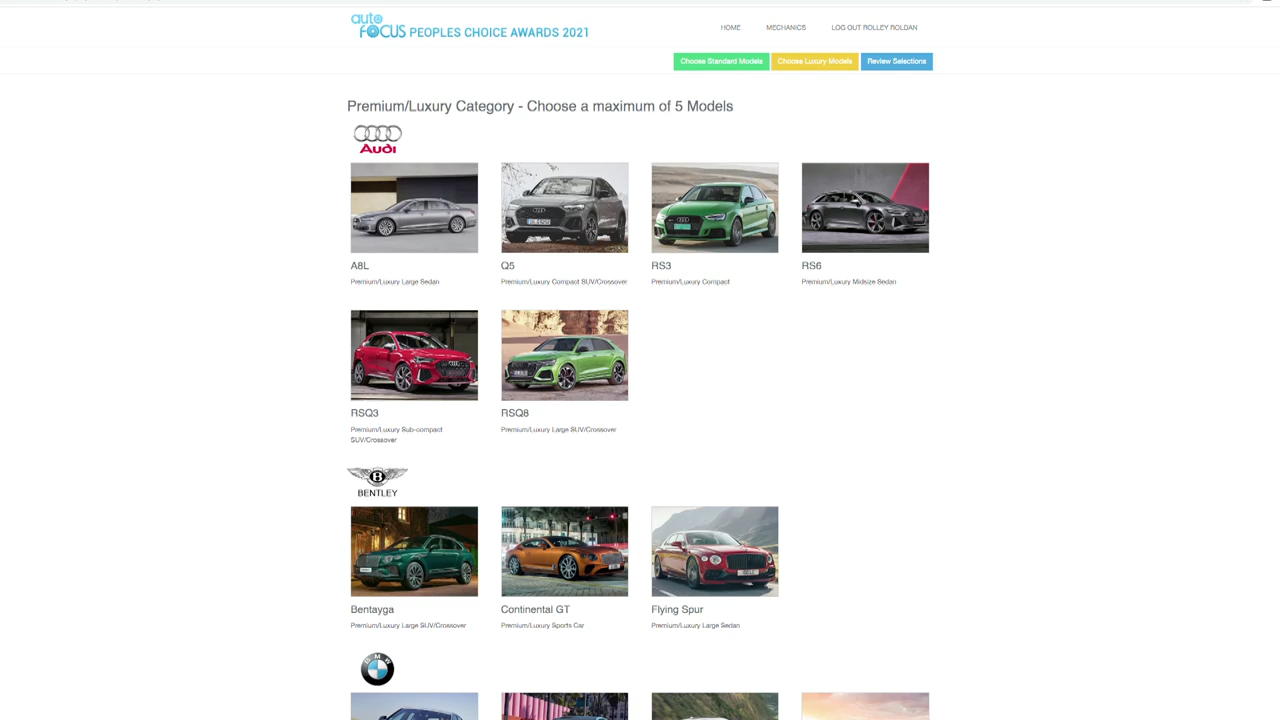 auto
FOCUS PEOPLES CHOICE AWARDS 2021
HOME MECHANICS LOG OUT ROLLEY ROLDAN
Choose Standard Models Choose Luxury Models Review Selections
Premium/Luxury Category - Choose a maximum of 5 Models
Audi
A8L Q5 RS3 RS6
Premium/Luxury Large Sedan Premium/Luxury Compact SUV/Crossover Premium/Luxury Compact Premium/Luxury Midsize Sedan
RSQ3 RSQ8
Premium/Luxury Sub-compact Premium/Luxury Large SUV/Crossover
SUV/Crossover
B
BENTLEY
Bentayga Continental GT Flying Spur
Premium/Luxury Large SUV/Crossover Premium/Luxury Sports Car Premium/Luxury Large Sedan
BMW